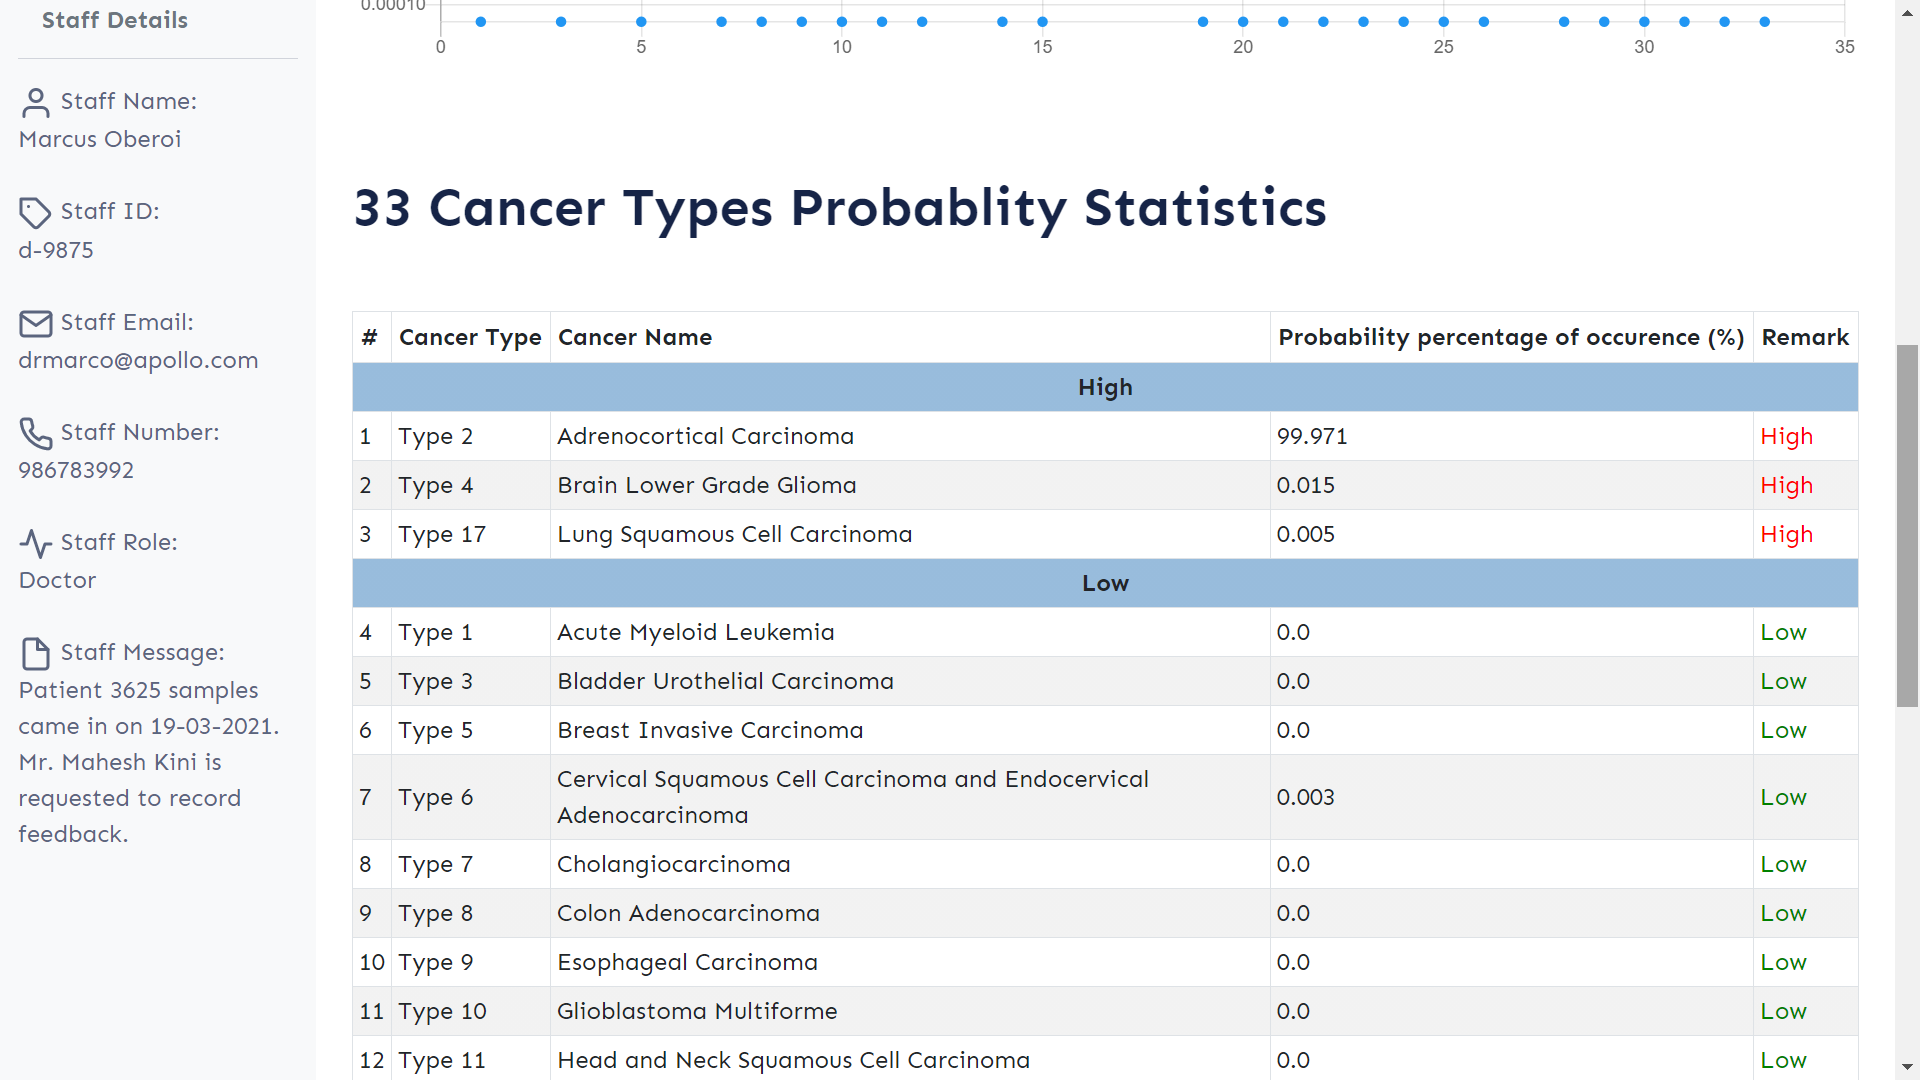 Staff Details
Staff Name:
Marcus Oberoi
Staff ID:
d-9875
Staff Email:
drmarco@apollo.com
Staff Number:
986783992
Staff Role:
Doctor
Staff Message:
Patient 3625 samples
came in on 19-03-2021.
Mr. Mahesh Kini is
requested to record
feedback.
0.00010
0 5 10 15 20 25 30 35
33 Cancer Types Probablity Statistics
# Cancer Type Cancer Name Probability percentage of occurence (%) Remark
High
1 Type 2 Adrenocortical Carcinoma 99.971 High
2 Type 4 Brain Lower Grade Glioma 0.015 High
3 Type 17 Lung Squamous Cell Carcinoma 0.005 High
Low
4 Type 1 Acute Myeloid Leukemia 0.0 Low
5 Type 3 Bladder Urothelial Carcinoma 0.0 Low
6 Type 5 Breast Invasive Carcinoma 0.0 Low
7 Type 6 Cervical Squamous Cell Carcinoma and Endocervical
Adenocarcinoma 0.003 Low
8 Type 7 Cholangiocarcinoma 0.0 Low
9 Type 8 Colon Adenocarcinoma 0.0 Low
10 Type 9 Esophageal Carcinoma 0.0 Low
11 Type 10 Glioblastoma Multiforme 0.0 Low
12 Type 11 Head and Neck Squamous Cell Carcinoma 0.0 Low